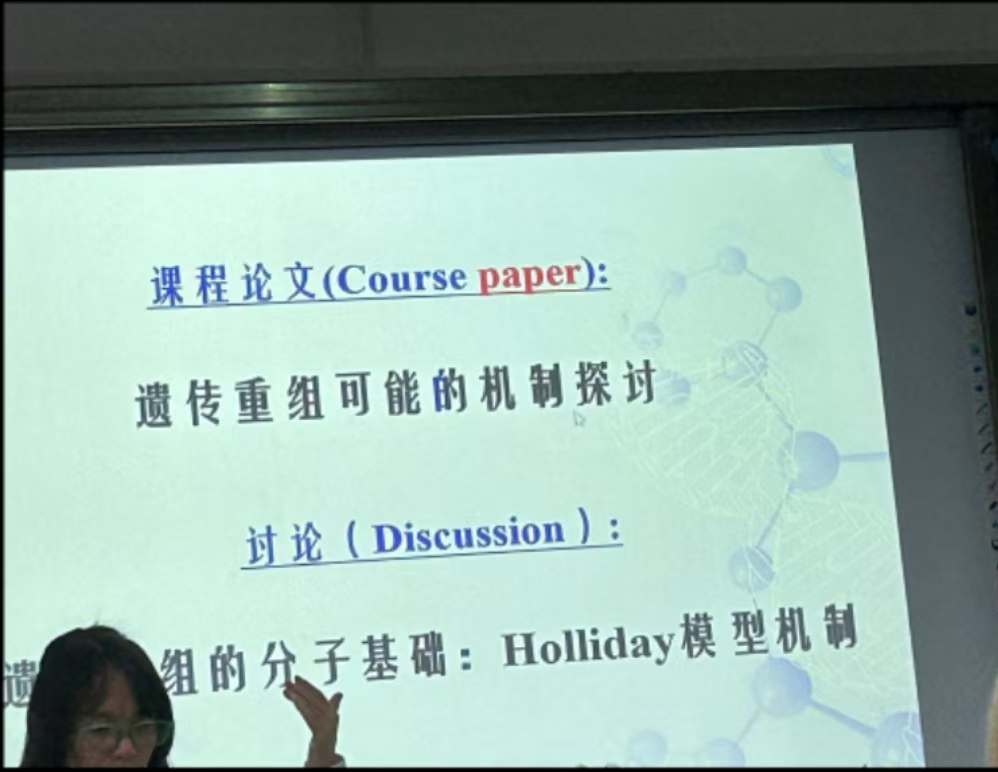 课程论文(Course paper):
遗传重组可能的机制探讨
讨论（Discussion）:
遗 组的分子基础：Holliday模型机制